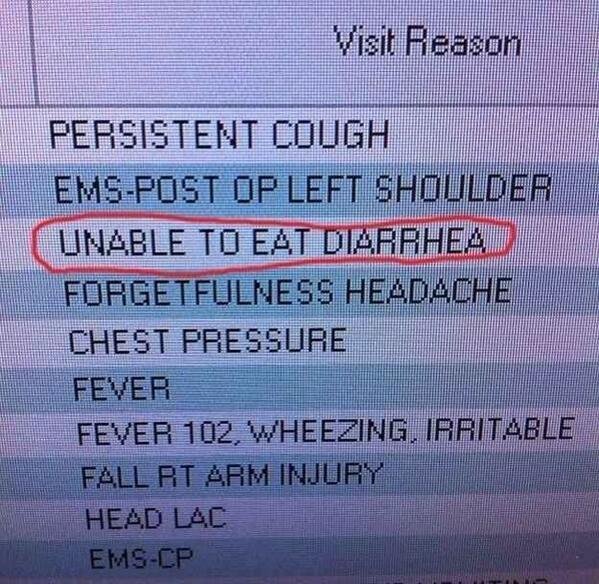 Visit Reason
PERSISTENT COUGH
EMS-POST OP LEFT SHOULDER
UNABLE TO EAT DIARRHEA
FORGETFULNESS HEADACHE
CHEST PRESSURE
FEVER
FEVER 102, WHEEZING, IRRITABLE
FALL RT ARM INJURY
HEAD LAC
EMS-CP